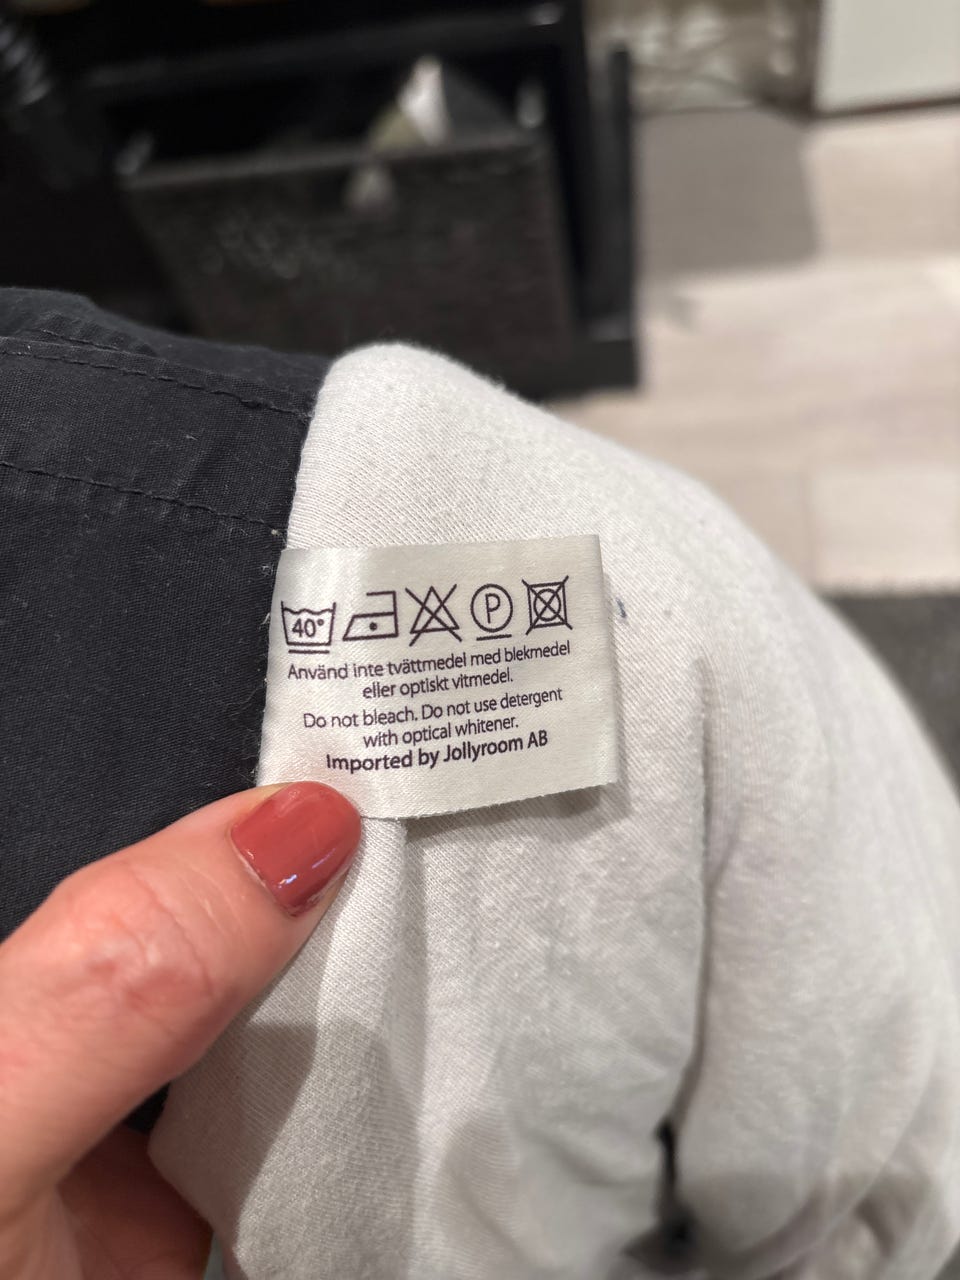 40° P
Använd inte tvättmedel med blekmedel
eller optiskt vitmedel.
Do not bleach. Do not use detergent
with optical whitener.
Imported by Jollyroom AB